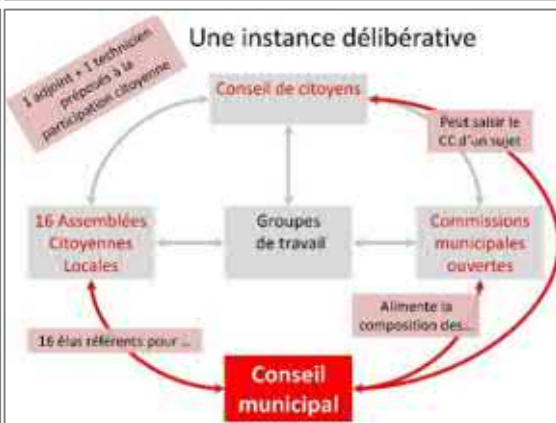 Une instance délibérative
1 adjoint + 1 technicien
préposés à la
participation citoyenne
Conseil de citoyens
Peut saisir le
CC d'un sujet
16 Assemblées
Citoyennes
Locales
Groupes
de travail
Commissions
municipales
ouvertes
16 élus référents pour ...
Alimente la
composition des...
Conseil
municipal